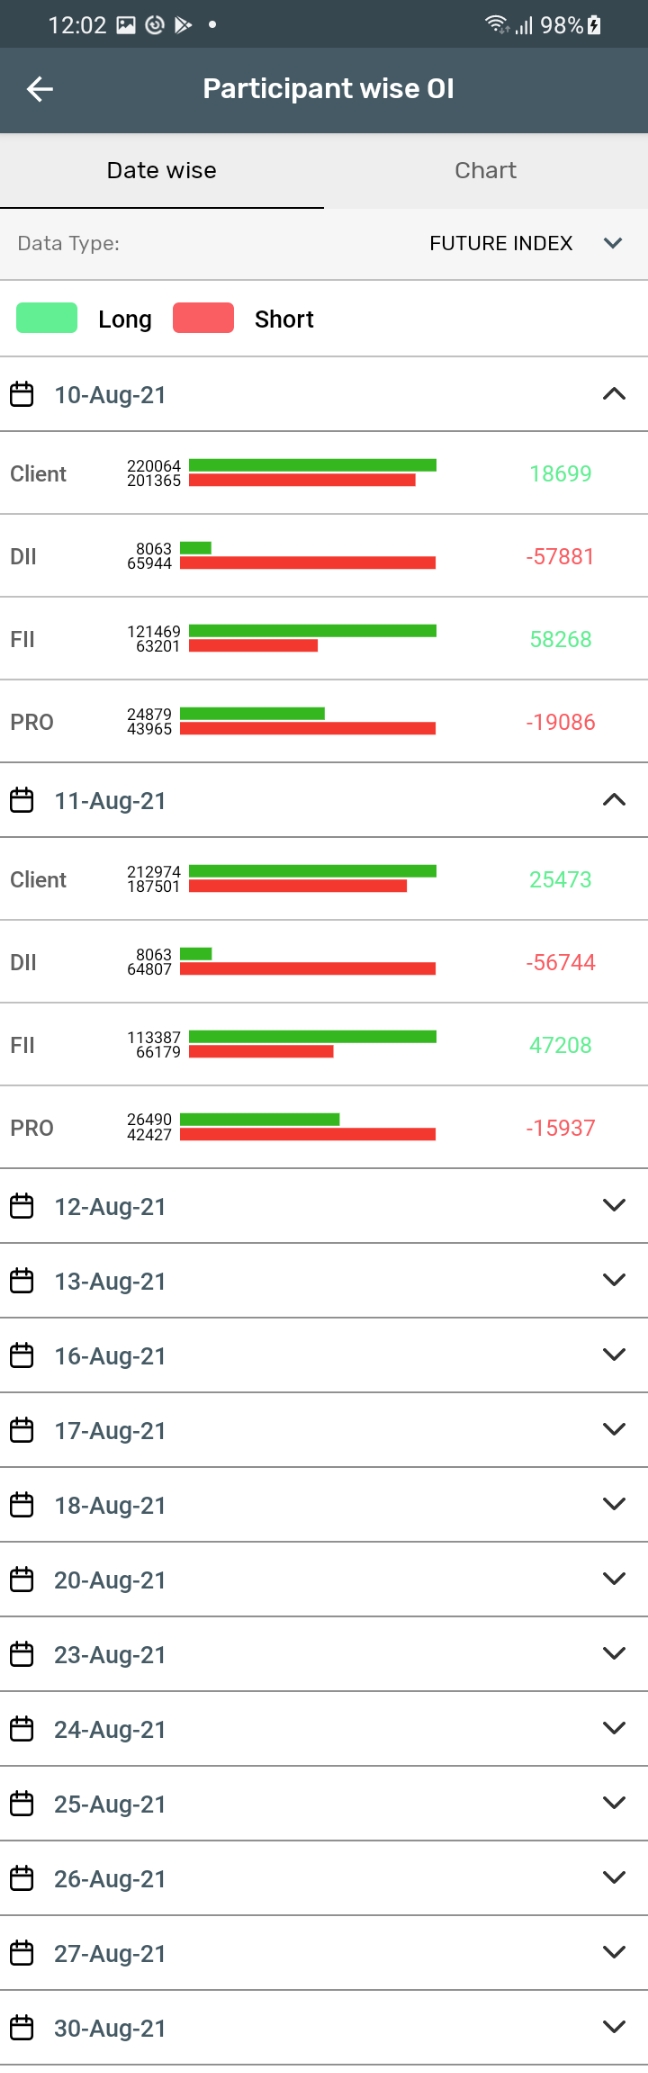 12:02 98%
Participant wise OI
Date wise Chart
Data Type: FUTURE INDEX
Long Short
10-Aug-21
Client 220064 18699
201365
DII 8063 -57881
65944
FII 121469 58268
63201
PRO 24879 -19086
43965
11-Aug-21
Client 212974 25473
187501
DII 8063 -56744
64807
FII 113387 47208
66179
PRO 26490 -15937
42427
12-Aug-21
13-Aug-21
16-Aug-21
17-Aug-21
18-Aug-21
20-Aug-21
23-Aug-21
24-Aug-21
25-Aug-21
26-Aug-21
27-Aug-21
30-Aug-21